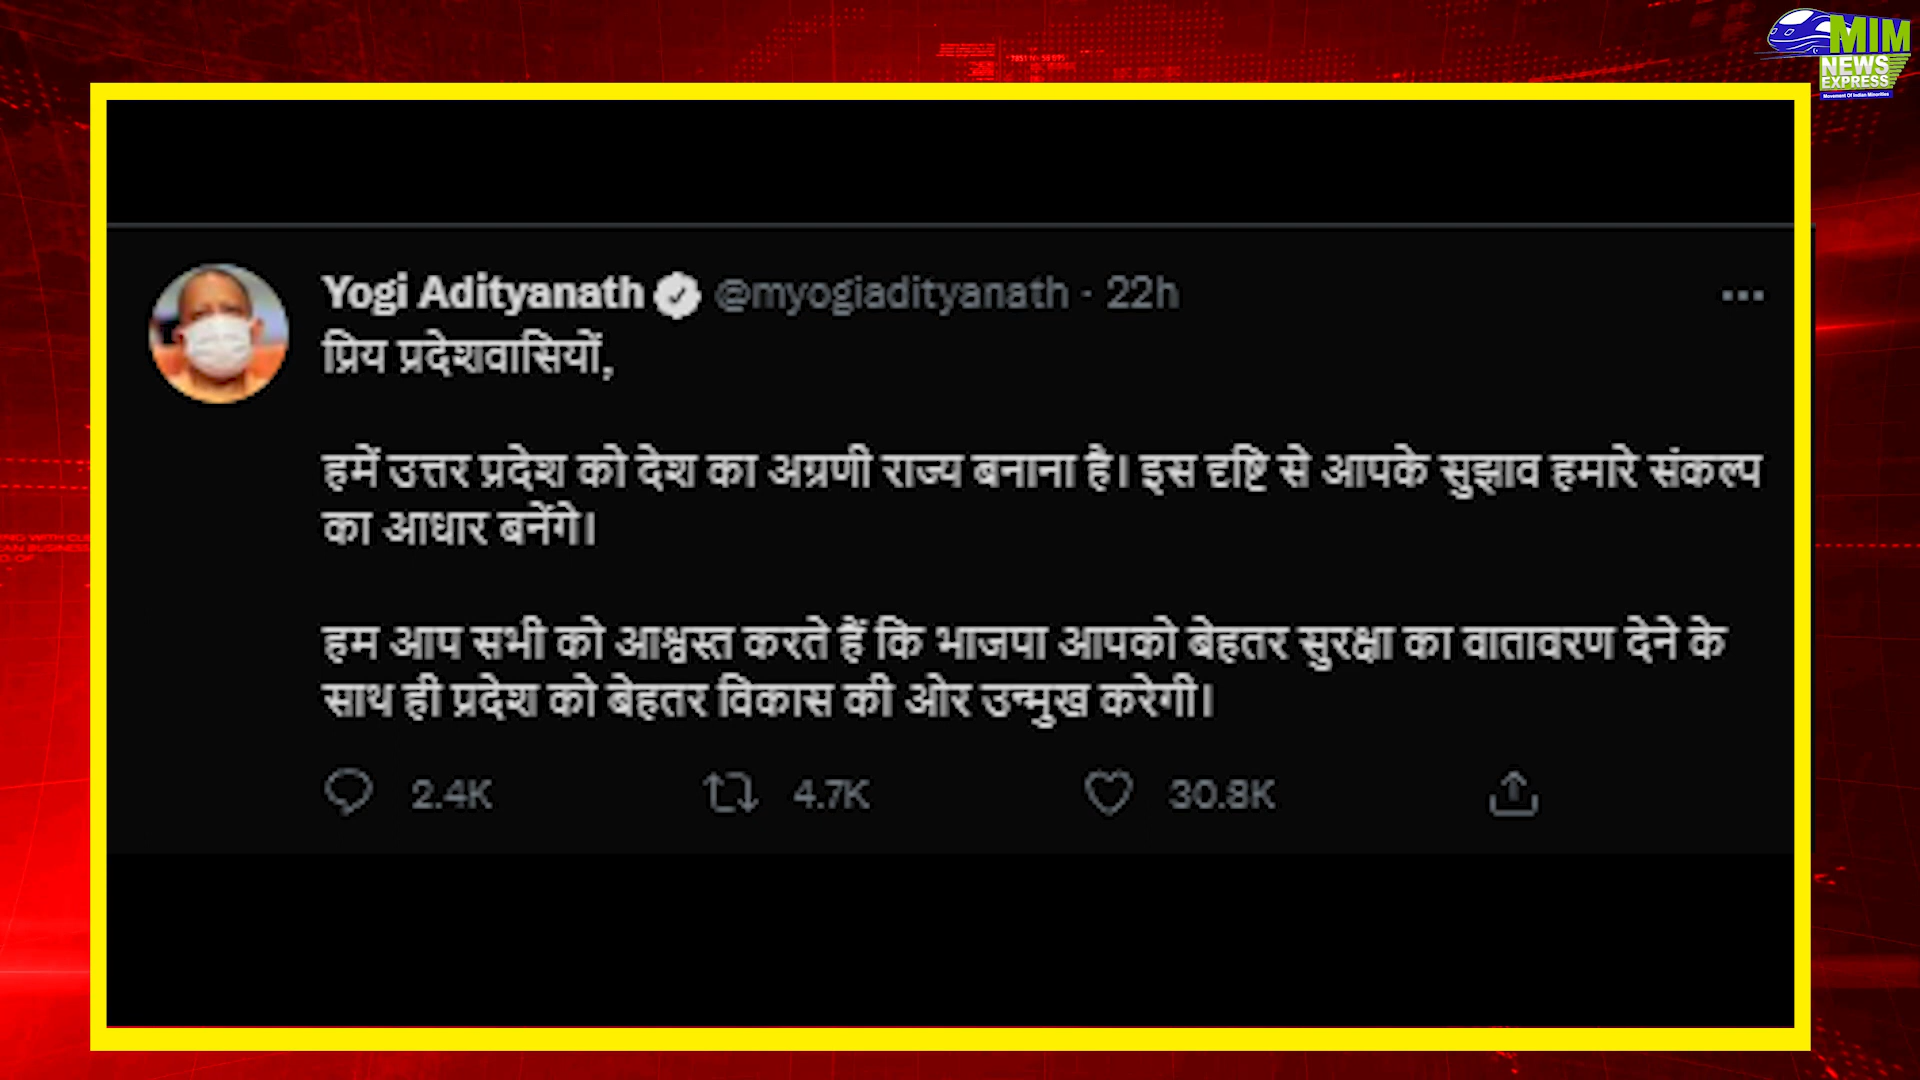 MIM
NEWS
EXPRESS
Movement Of Indian Minorities
Yogi Adityanath @myogiadityanath · 22h
प्रिय प्रदेशवासियों,
हमें उत्तर प्रदेश को देश का अग्रणी राज्य बनाना है। इस दृष्टि से आपके सुझाव हमारे संकल्प
का आधार बनेंगे।
हम आप सभी को आश्वस्त करते हैं कि भाजपा आपको बेहतर सुरक्षा का वातावरण देने के
साथ ही प्रदेश को बेहतर विकास की ओर उन्मुख करेगी।
2.4K 4.7K 30.8K